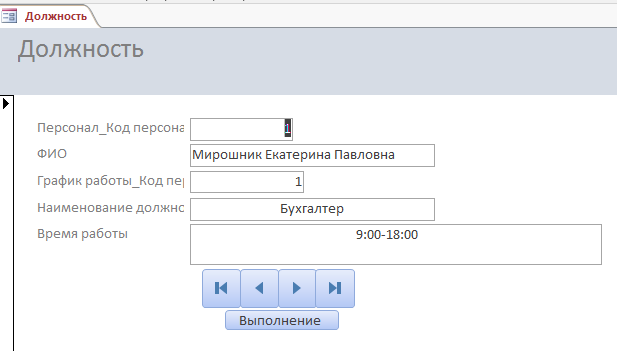 Должность
Должность
Персонал_Код персона
1
ФИО
Мирошник Екатерина Павловна
График работы_Код пер
1
Наименование должно
Бухгалтер
Время работы
9:00-18:00
Выполнение